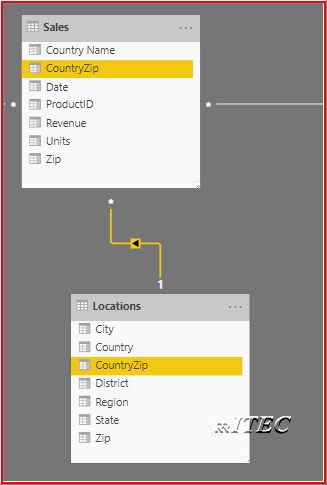 Sales
...
Country Name
CountryZip
Date
ProductID
Revenue
Units
Zip
*
*
*
1
Locations
...
City
Country
CountryZip
District
Region
State
Zip
ITEC